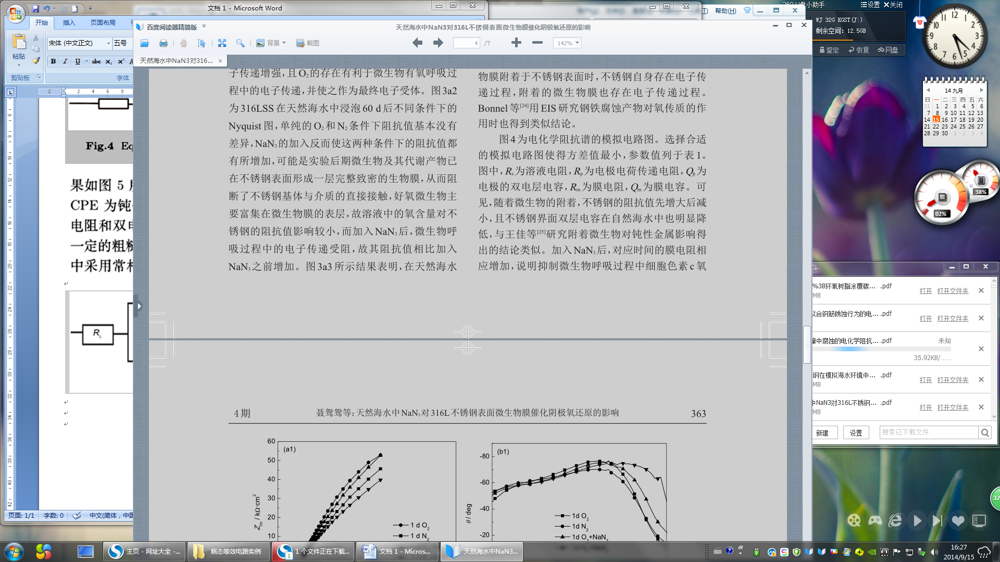 文档 1 - Microsoft Word
开始
插入
页面布局
宋体 (中文正文)
五号
粘贴
剪贴板
字体
Fig.4
果如图 5
CPE 为钝
电阻和双
一定的粗
中采用常
Rs
页面: 1/1
字数: 0
中文(简体，中国
百度阅读器精简版
天然海水中NaN3对316L不锈钢表面微生物膜催化阴极氧还原的影响
4 /7
142%
背景
截图
天然海水中NaN3对316...
子传递增强,且O2的存在有利于微生物有氧呼吸过
程中的电子传递,并使之作为最终电子受体。图3a2
为316LSS在天然海水中浸泡60 d后不同条件下的
Nyquist图,单纯的O2和N2条件下阻抗值基本没有
差异,NaN3的加入反而使这两种条件下的阻抗值都
有所增加,可能是实验后期微生物及其代谢产物已
在不锈钢表面形成一层完整致密的生物膜,从而阻
断了不锈钢基体与介质的直接接触,好氧微生物主
要富集在微生物膜的表层,故溶液中的氧含量对不
锈钢的阻抗值影响较小,而加入NaN3后,微生物呼
吸过程中的电子传递受阻,故其阻抗值相比加入
NaN3之前增加。图3a3所示结果表明,在天然海水
物膜附着于不锈钢表面时,不锈钢自身存在电子传
递过程,附着的微生物膜也存在电子传递过程。
Bonnel等[24]用EIS研究钢铁腐蚀产物对氧传质的作
用时也得到类似结论。
图4为电化学阻抗谱的模拟电路图。选择合适
的模拟电路图使得方差值最小,参数值列于表1。
图中,Rs为溶液电阻,Rp为电极电荷传递电阻,Qp为
电极的双电层电容,Rm为膜电阻,Qm为膜电容。可
见,随着微生物的附着,不锈钢的阻抗值先增大后减
小,且不锈钢界面双层电容在自然海水中也明显降
低,与王佳等[25]研究附着微生物对钝性金属影响得
出的结论类似。加入NaN3后,对应时间的膜电阻相
应增加,说明抑制微生物呼吸过程中细胞色素c氧
4期
聂鸳鸳等:天然海水中NaN3对316L不锈钢表面微生物膜催化阴极氧还原的影响
363
(a1)
60
50
40
30
20
10
Zim / kΩ·cm2
1 d O2
1 d N2
(b1)
-80
-60
-40
-20
θ / deg
1d O2
1d N2
1d O2+NaN3
帮助(H)
设置
关闭
WJ 32G KGST(J:)
剩余空间: 12.5GB
鉴定
恢复
网盘
12 1 2 3 4 5 6 7 8 9 10 11
14 九月
日 一 二 三 四 五 六
31 1 2 3 4 5 6
7 8 9 10 11 12 13
14 15 16 17 18 19 20
21 22 23 24 25 26 27
28 29 30 1 2 3 4
38%
02%
%3B环氧树脂涂覆碳... .pdf
MB
打开 打开文件夹
拟合钢筋锈蚀行为的电... .pdf
打开 打开文件夹
壤中腐蚀的电化学阻抗... .pdf
未知
35.92KB/......
钢在模拟海水环境中... .pdf
MB
打开 打开文件夹
中NaN3对316L不锈钢... .pdf
MB
打开 打开文件夹
新建
设置
搜索已下载文件
37
主页 - 网址大全 -...
病态等效电路实例
1 个文件正在下载...
文档 1 - Micros...
天然海水中NaN3...
16:27
2014/9/15